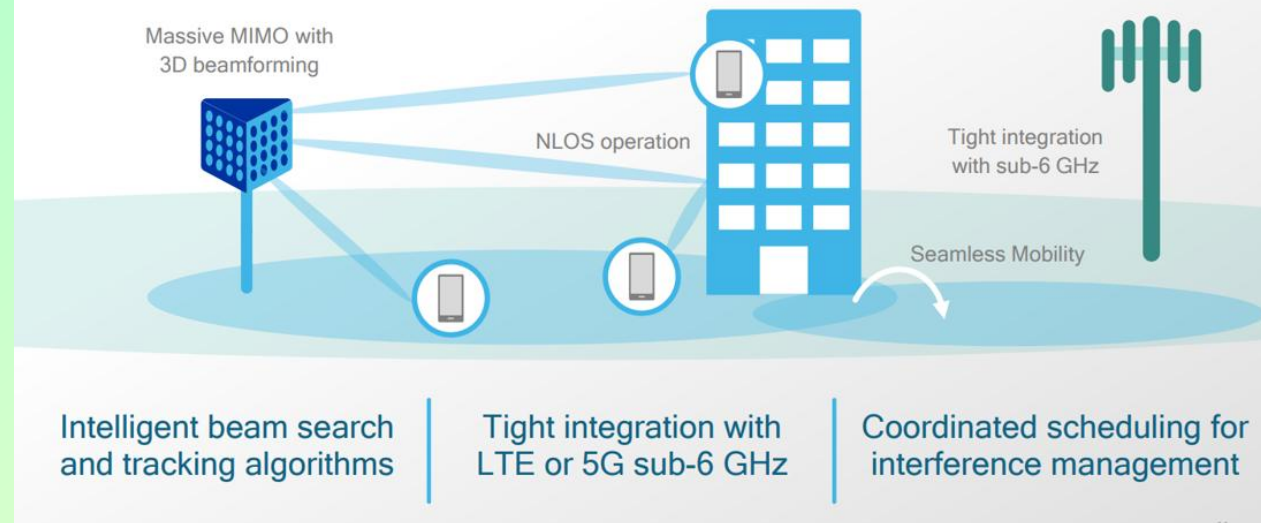 Massive MIMO with
3D beamforming
NLOS operation
Tight integration
with sub-6 GHz
Seamless Mobility
Intelligent beam search
and tracking algorithms
Tight integration with
LTE or 5G sub-6 GHz
Coordinated scheduling for
interference management